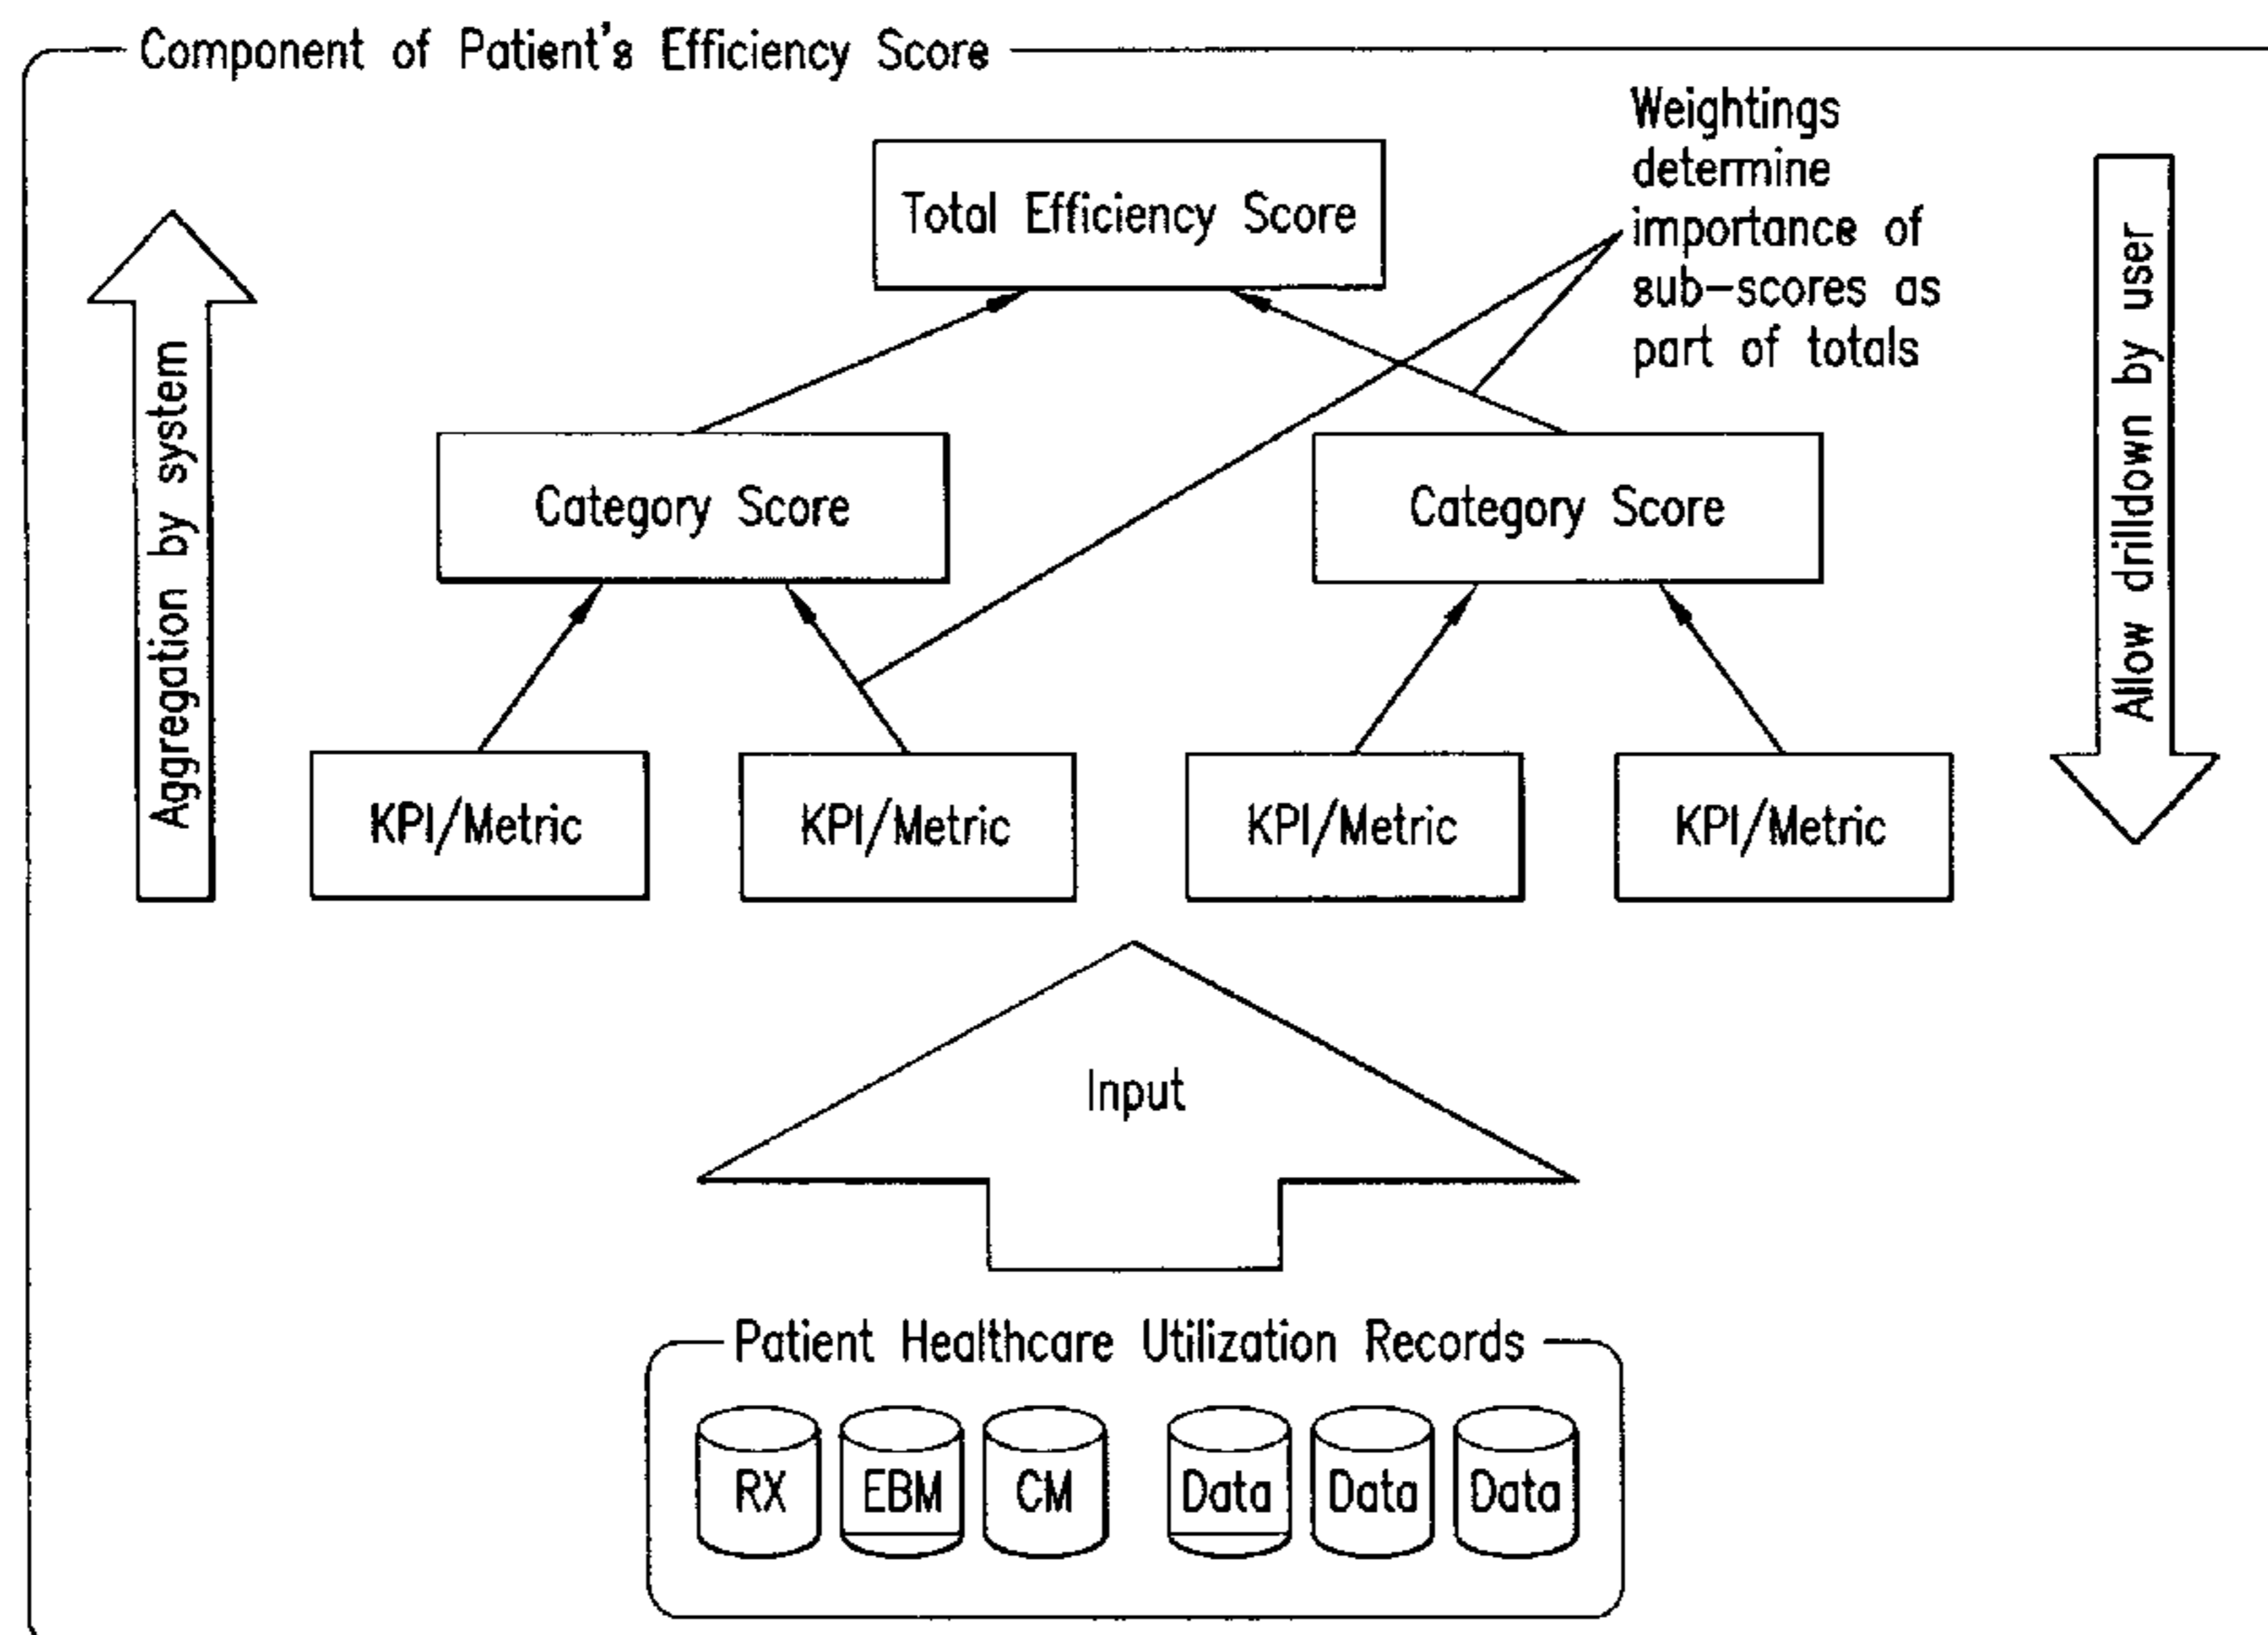 Component of Patient's Efficiency Score
Weightings
determine
importance of
sub-scores as
part of totals
Total Efficiency Score
Aggregation by system
Allow drilldown by user
Category Score
Category Score
KPI/Metric
KPI/Metric
KPI/Metric
KPI/Metric
Input
Patient Healthcare Utilization Records
RX
EBM
CM
Data
Data
Data